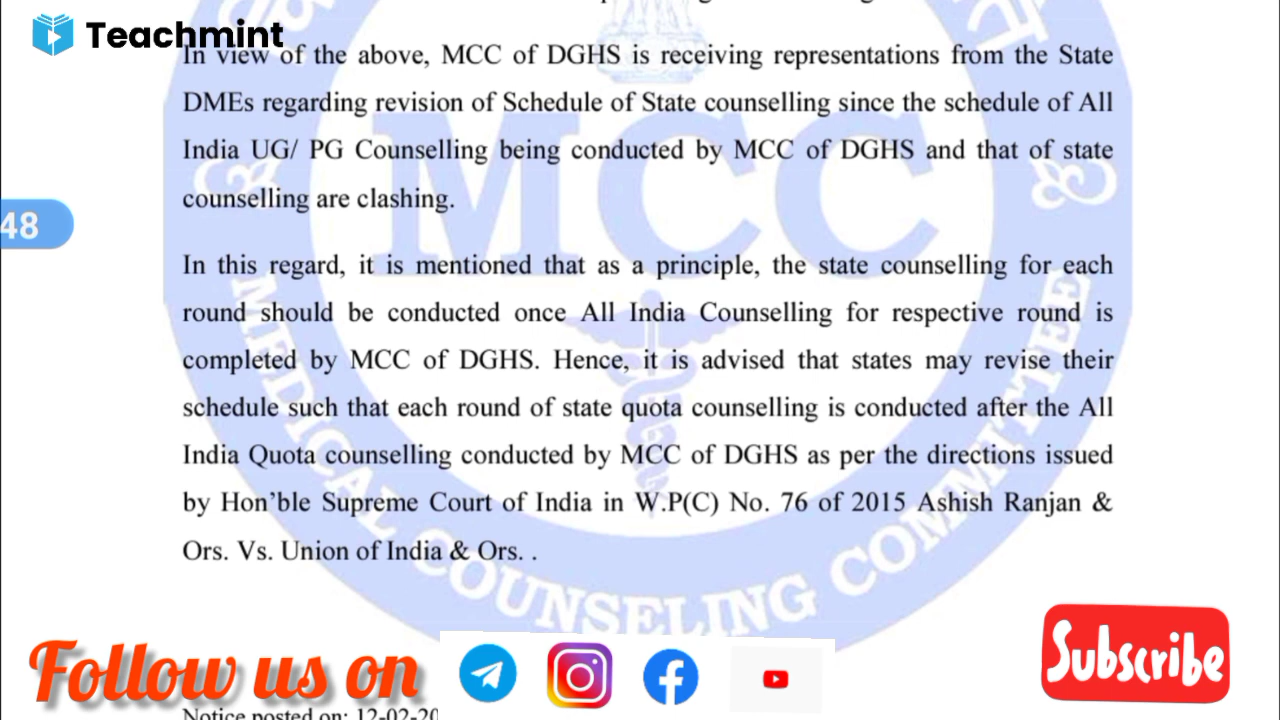 Teachmint
In view of the above, MCC of DGHS is receiving representations from the State
DMEs regarding revision of Schedule of State counselling since the schedule of All
India UG/ PG Counselling being conducted by MCC of DGHS and that of state
counselling are clashing.
48
In this regard, it is mentioned that as a principle, the state counselling for each
round should be conducted once All India Counselling for respective round is
completed by MCC of DGHS. Hence, it is advised that states may revise their
schedule such that each round of state quota counselling is conducted after the All
India Quota counselling conducted by MCC of DGHS as per the directions issued
by Hon’ble Supreme Court of India in W.P(C) No. 76 of 2015 Ashish Ranjan &
Ors. Vs. Union of India & Ors. .
MCC
MEDICAL COUNSELING COMMITTEE
Follow us on
Subscribe
Notice posted on: 12-02-20